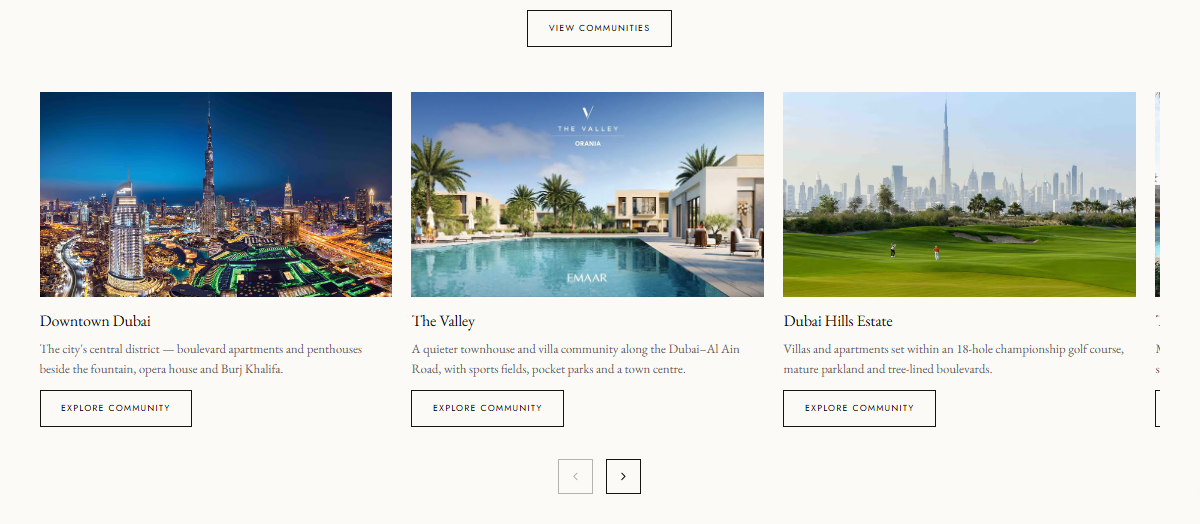 VIEW COMMUNITIES
THE VALLEY
ORANIA
EMAAR
Downtown Dubai
The city's central district — boulevard apartments and penthouses
beside the fountain, opera house and Burj Khalifa.
EXPLORE COMMUNITY
The Valley
A quieter townhouse and villa community along the Dubai–Al Ain
Road, with sports fields, pocket parks and a town centre.
EXPLORE COMMUNITY
Dubai Hills Estate
Villas and apartments set within an 18-hole championship golf course,
mature parkland and tree-lined boulevards.
EXPLORE COMMUNITY